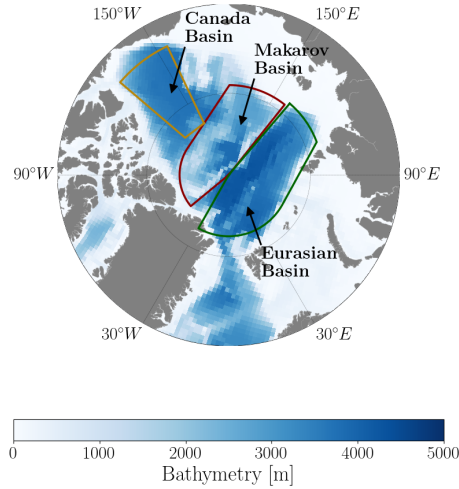 150°W
150°E
Canada
Basin
Makarov
Basin
90°W
90°E
Eurasian
Basin
30°W
30°E
0 1000 2000 3000 4000 5000
Bathymetry [m]